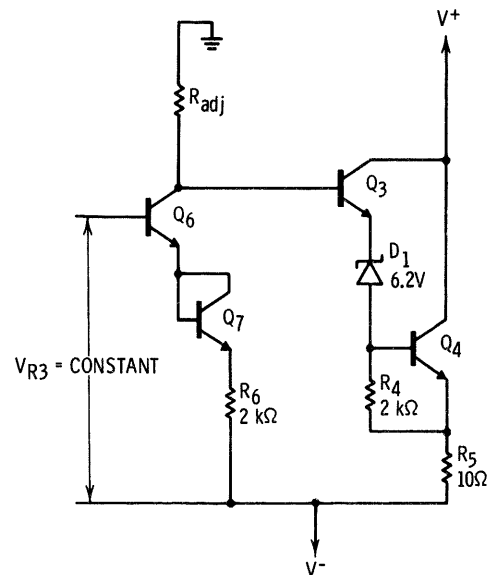 V+
Radj
Q3
Q6
D1
6.2V
Q7
Q4
VR3 = CONSTANT
R4
2 kΩ
R6
2 kΩ
R5
10Ω
V-